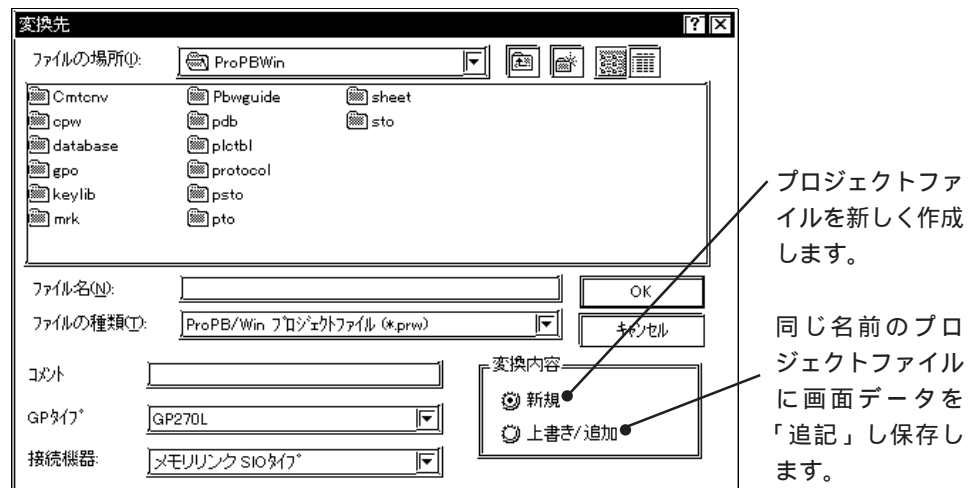 変換先
ファイルの場所(I):
ProPBWin
Cmtcnv
cpw
database
gpo
keylib
mrk
Pbwguide
pdb
plctbl
protocol
psto
pto
sheet
sto
ファイル名(N):
OK
ファイルの種類(T):
ProPB/Win プロジェクトファイル (*.prw)
キャンセル
コメント
GPタイプ
GP270L
接続機器:
メモリリンク SIOタイプ
変換内容
新規
上書き/追加
プロジェクトファ
イルを新しく作成
します。
同じ名前のプロ
ジェクトファイル
に画面データを
「追記」し保存し
ます。